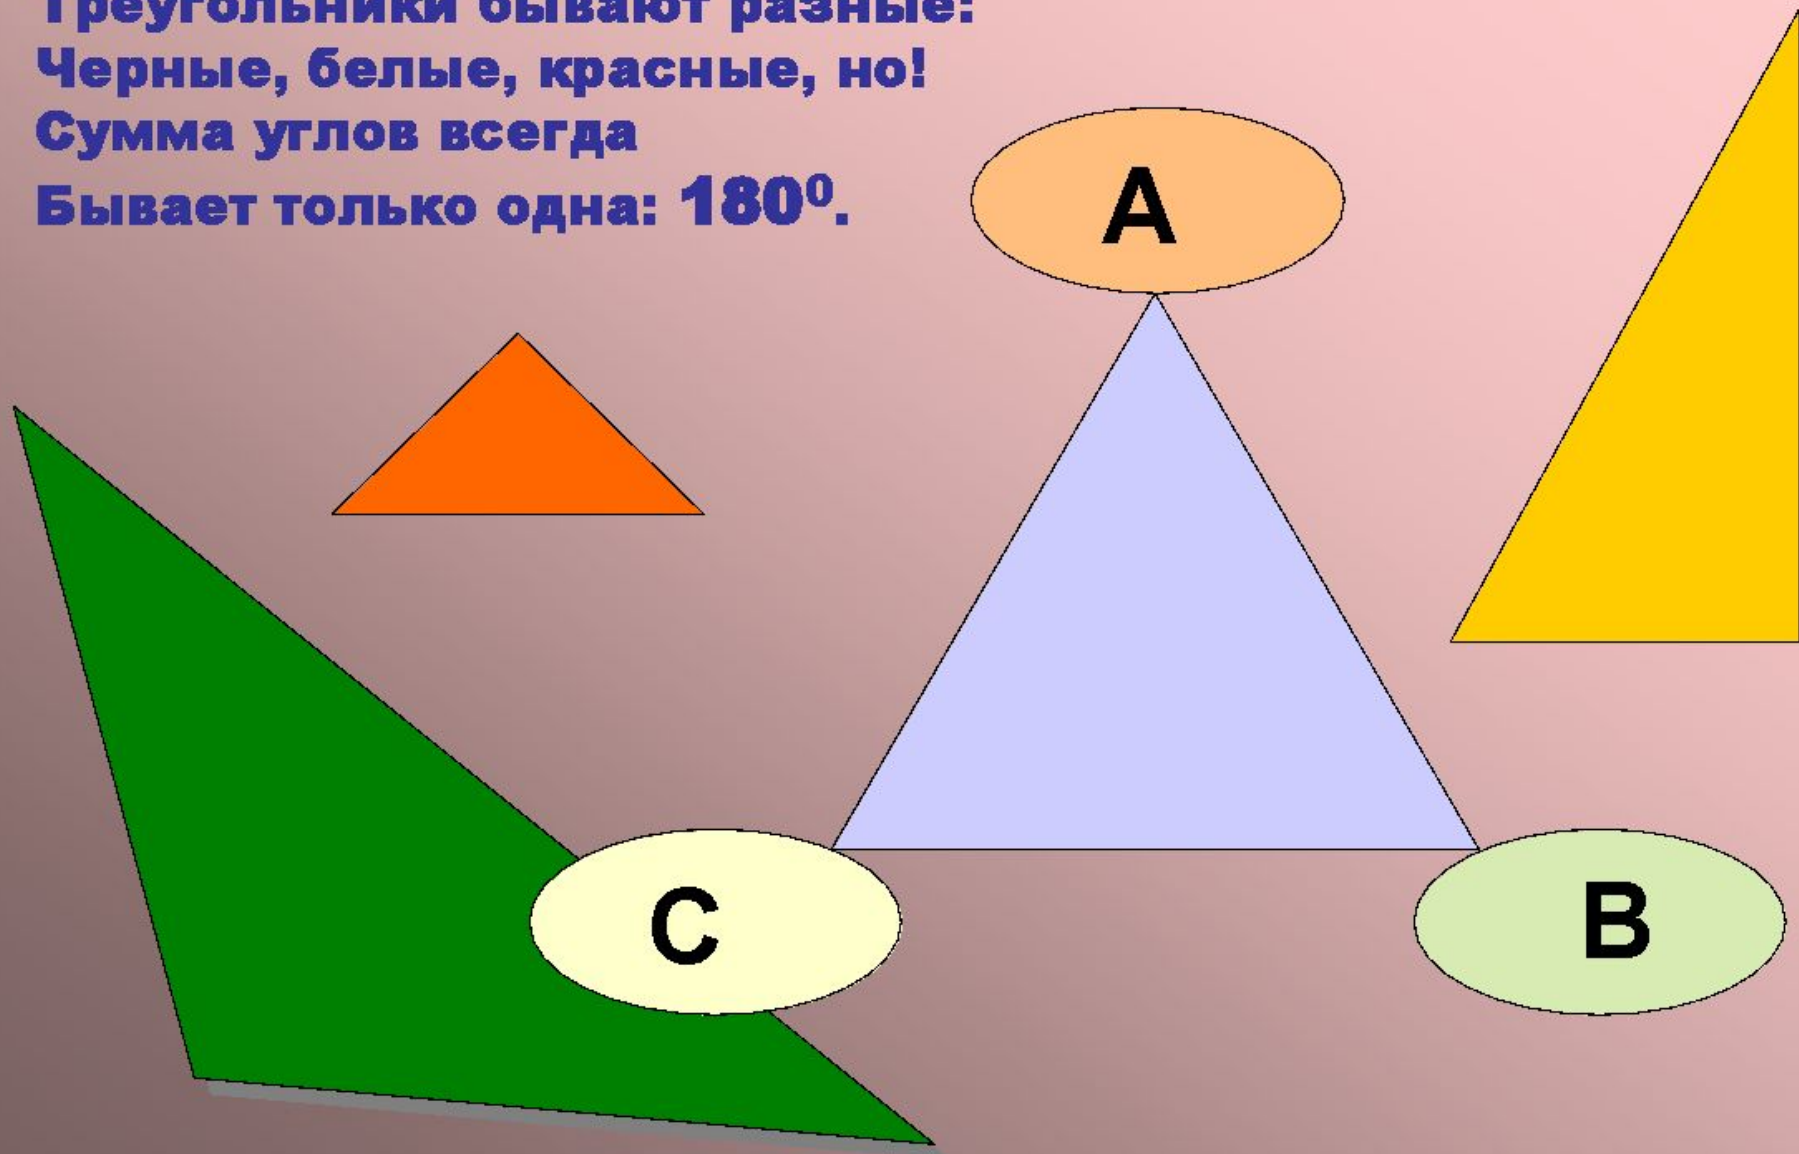 Треугольники бывают разные:
Черные, белые, красные, но!
Сумма углов всегда
Бывает только одна: 180⁰.
A
C
B